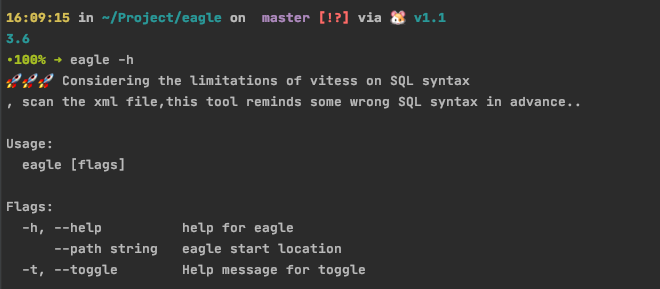 16:09:15 in ~/Project/eagle on master [!?] via 🐹 v1.1
3.6
•100% ➜ eagle -h
🚀🚀🚀 Considering the limitations of vitess on SQL syntax
, scan the xml file,this tool reminds some wrong SQL syntax in advance..
Usage:
  eagle [flags]
Flags:
  -h, --help          help for eagle
      --path string   eagle start location
  -t, --toggle        Help message for toggle